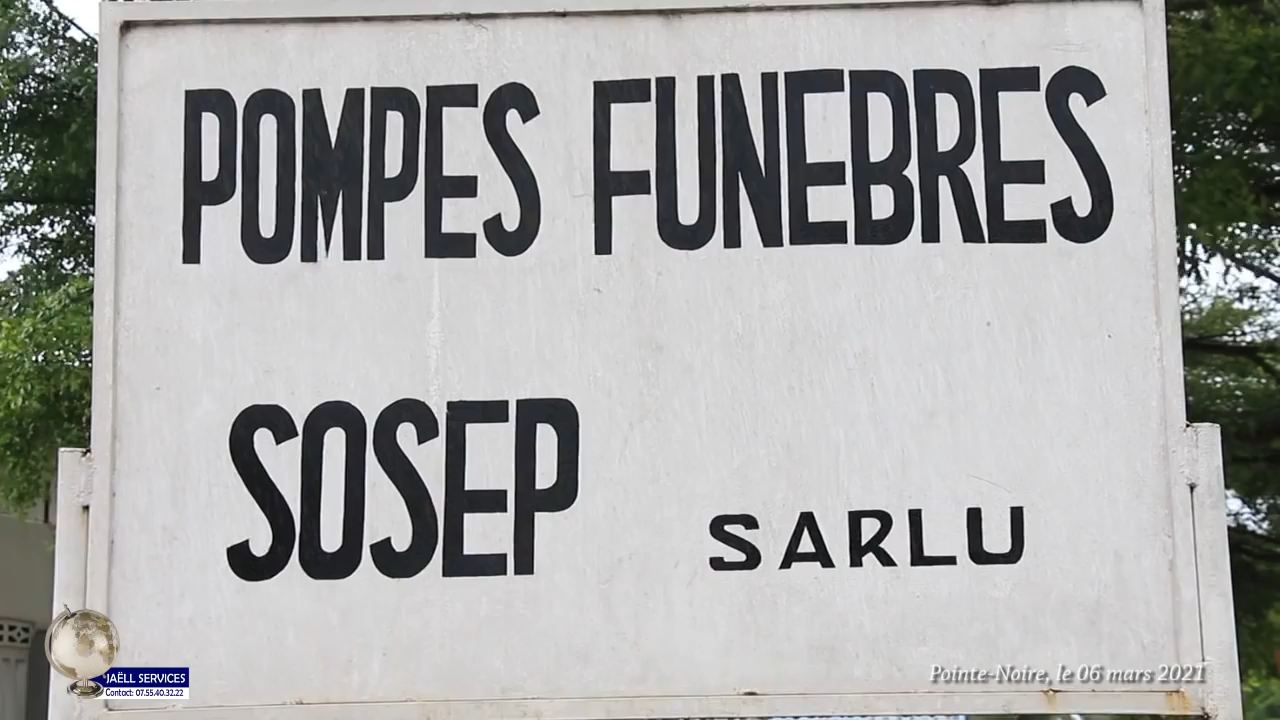 POMPES FUNEBRES
SOSEP SARLU
Pointe-Noire, le 06 mars 2021
JAËLL SERVICES
Contact: 07.55.40.32.22